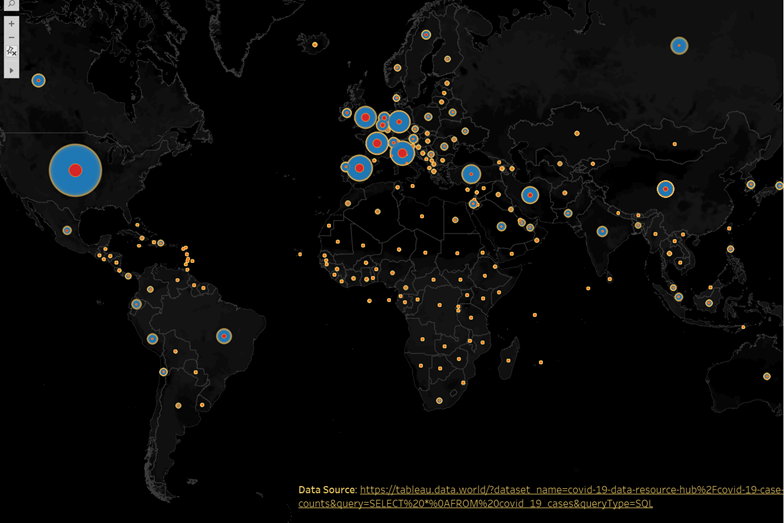 Data Source: https://tableau.data.world/?dataset_name=covid-19-data-resource-hub%2Fcovid-19-case-
counts&query=SELECT%20*%0AFROM%20covid_19_cases&queryType=SQL